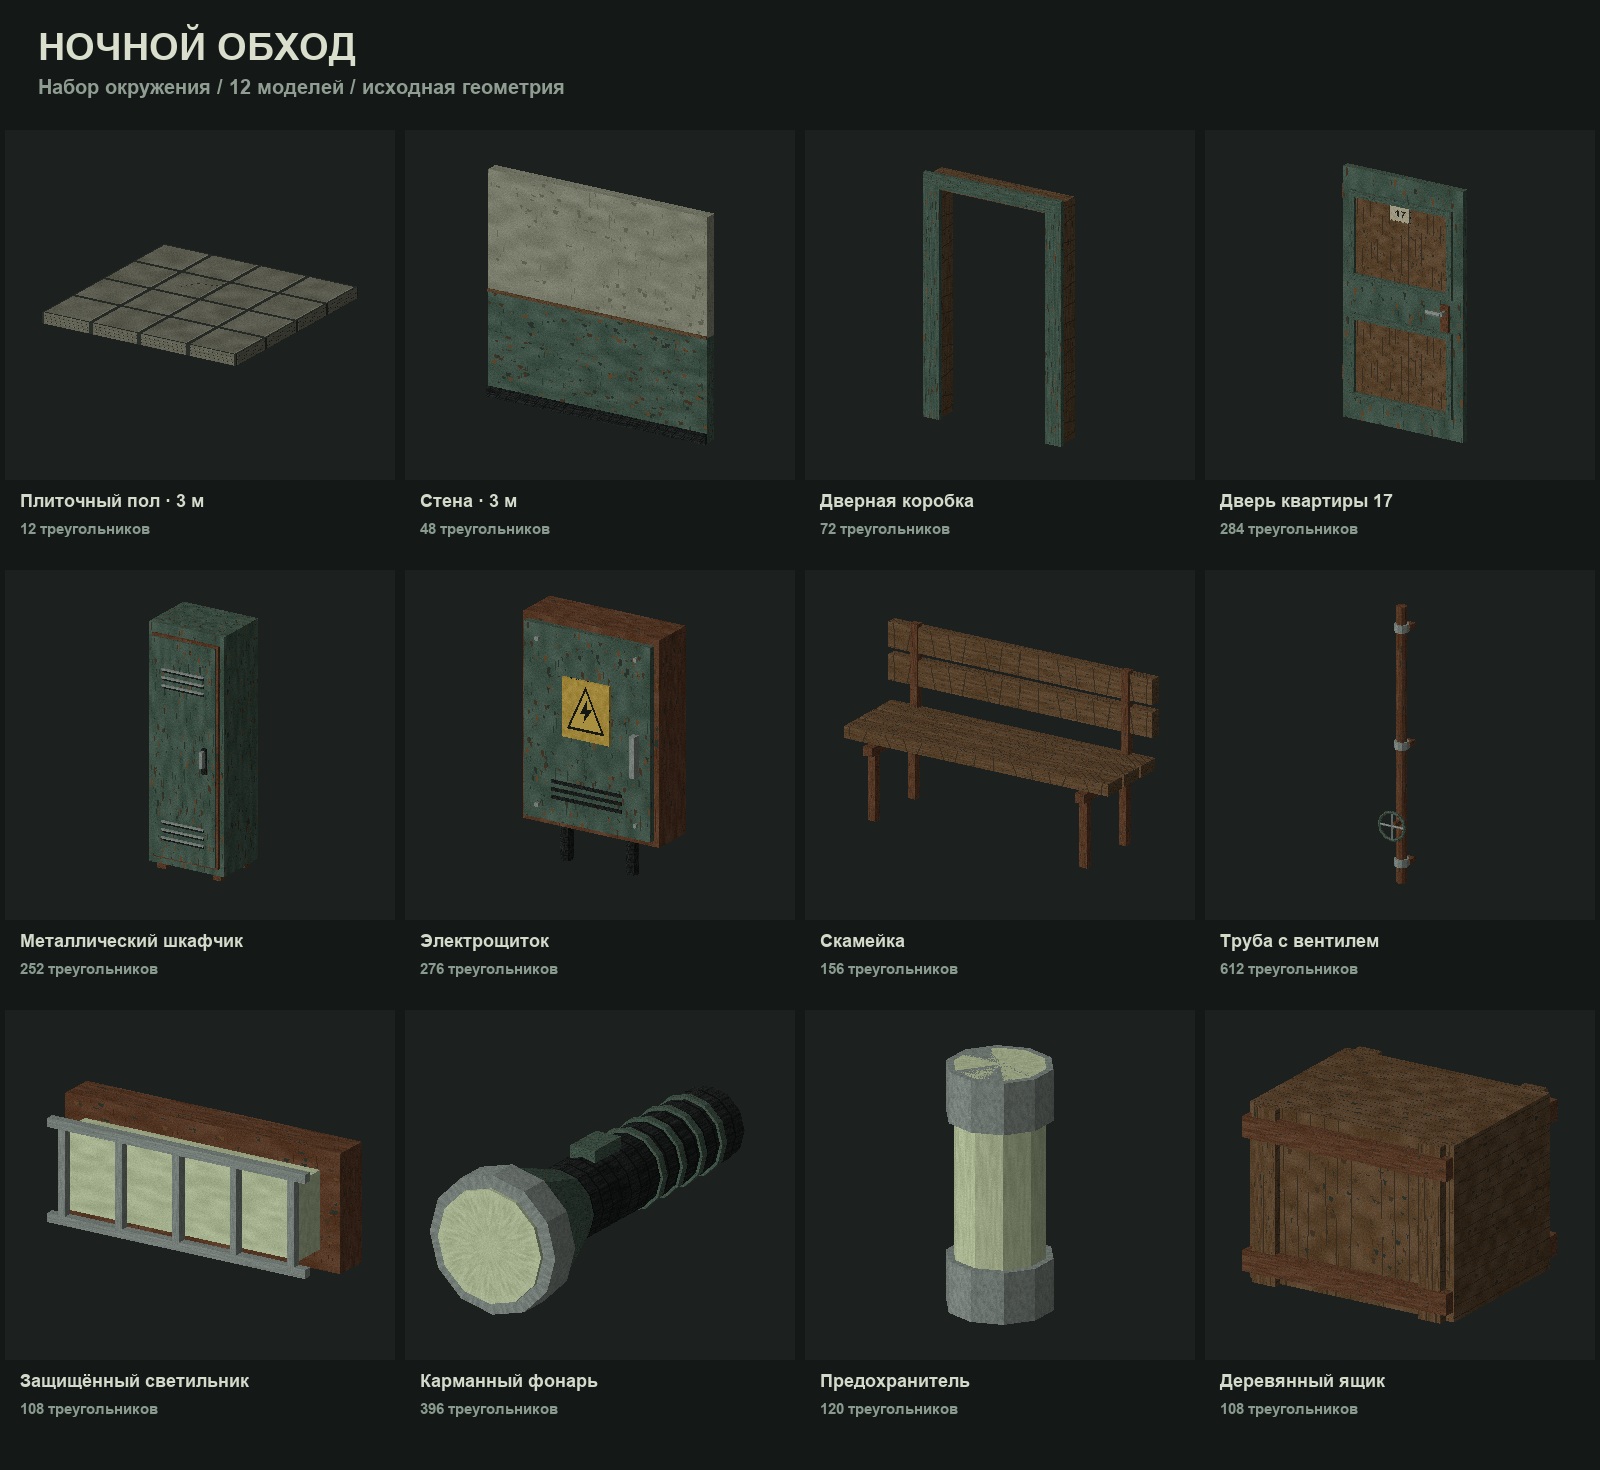 НОЧНОЙ ОБХОД
Набор окружения / 12 моделей / исходная геометрия
17
Плиточный пол · 3 м
12 треугольников
Стена · 3 м
48 треугольников
Дверная коробка
72 треугольников
Дверь квартиры 17
284 треугольников
Металлический шкафчик
252 треугольников
Электрощиток
276 треугольников
Скамейка
156 треугольников
Труба с вентилем
612 треугольников
Защищённый светильник
108 треугольников
Карманный фонарь
396 треугольников
Предохранитель
120 треугольников
Деревянный ящик
108 треугольников